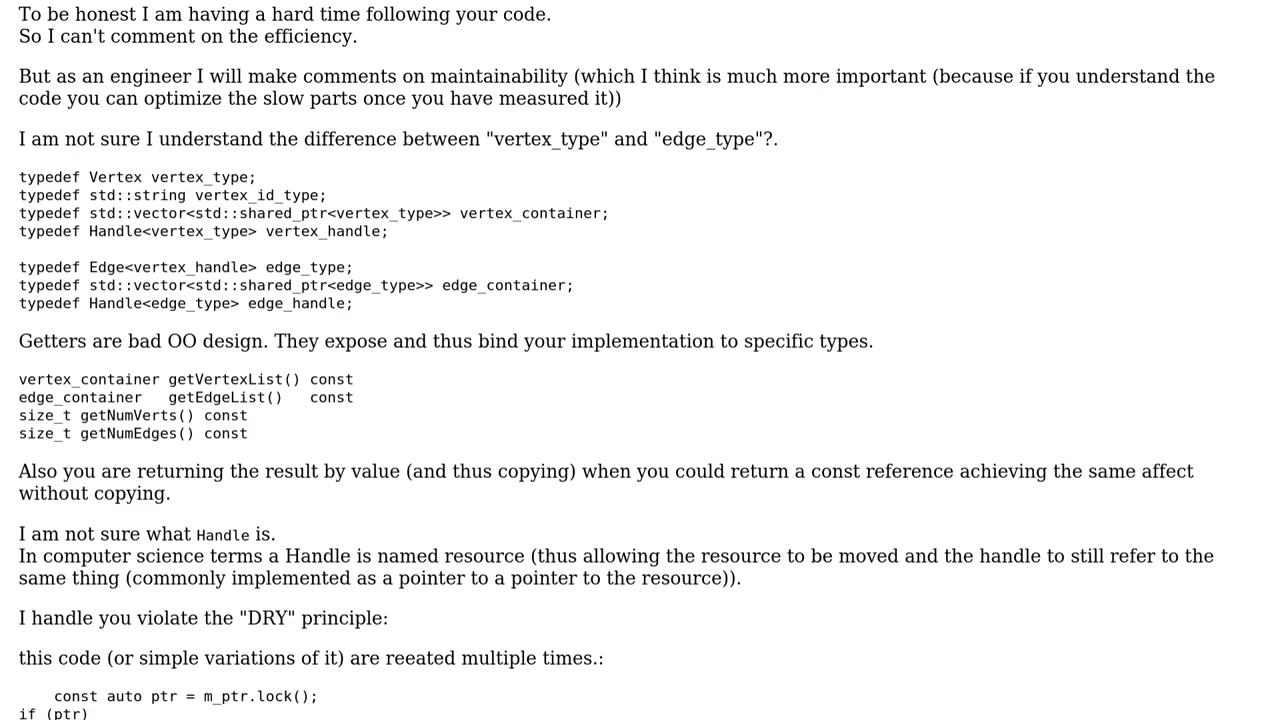 To be honest I am having a hard time following your code.
So I can't comment on the efficiency.
But as an engineer I will make comments on maintainability (which I think is much more important (because if you understand the
code you can optimize the slow parts once you have measured it))
I am not sure I understand the difference between "vertex_type" and "edge_type"?.
typedef Vertex vertex_type;
typedef std::string vertex_id_type;
typedef std::vector<std::shared_ptr<vertex_type>> vertex_container;
typedef Handle<vertex_type> vertex_handle;
typedef Edge<vertex_handle> edge_type;
typedef std::vector<std::shared_ptr<edge_type>> edge_container;
typedef Handle<edge_type> edge_handle;
Getters are bad OO design. They expose and thus bind your implementation to specific types.
vertex_container getVertexList() const
edge_container   getEdgeList()   const
size_t getNumVerts() const
size_t getNumEdges() const
Also you are returning the result by value (and thus copying) when you could return a const reference achieving the same affect
without copying.
I am not sure what Handle is.
In computer science terms a Handle is named resource (thus allowing the resource to be moved and the handle to still refer to the
same thing (commonly implemented as a pointer to a pointer to the resource)).
I handle you violate the "DRY" principle:
this code (or simple variations of it) are reeated multiple times.:
    const auto ptr = m_ptr.lock();
if (ptr)